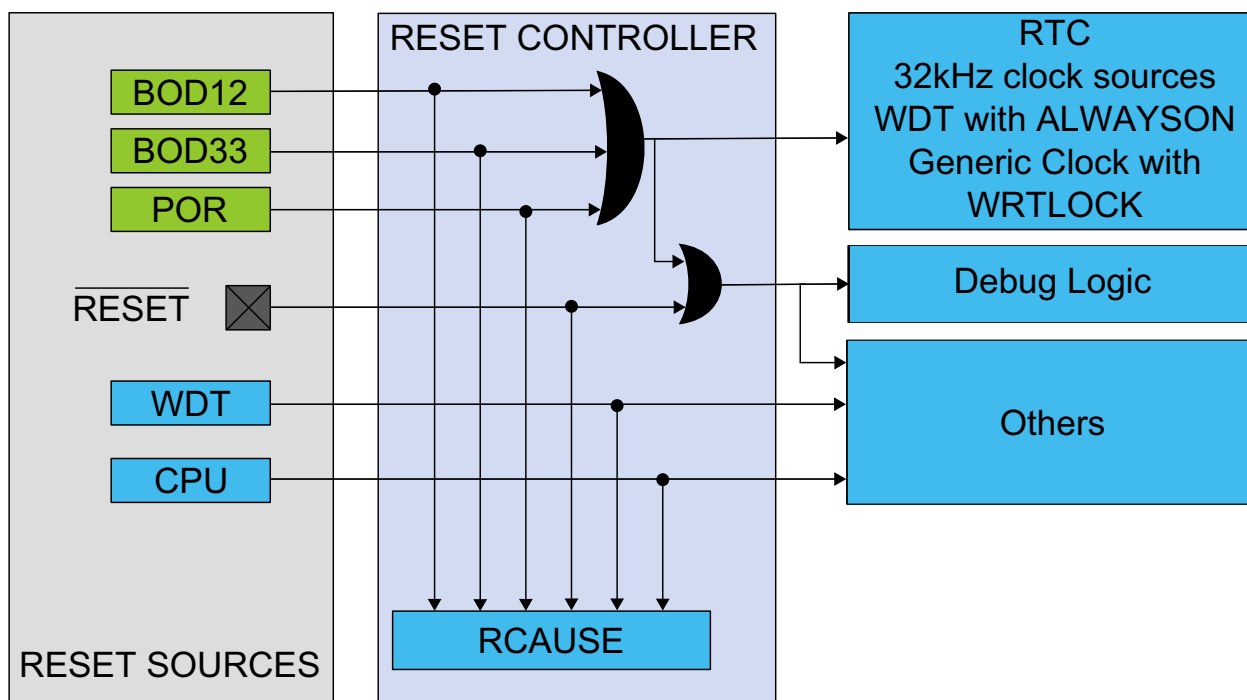 BOD12
BOD33
POR
RESET
WDT
CPU
RESET SOURCES
RESET CONTROLLER
RCAUSE
RTC
32kHz clock sources
WDT with ALWAYSON
Generic Clock with
WRTLOCK
Debug Logic
Others